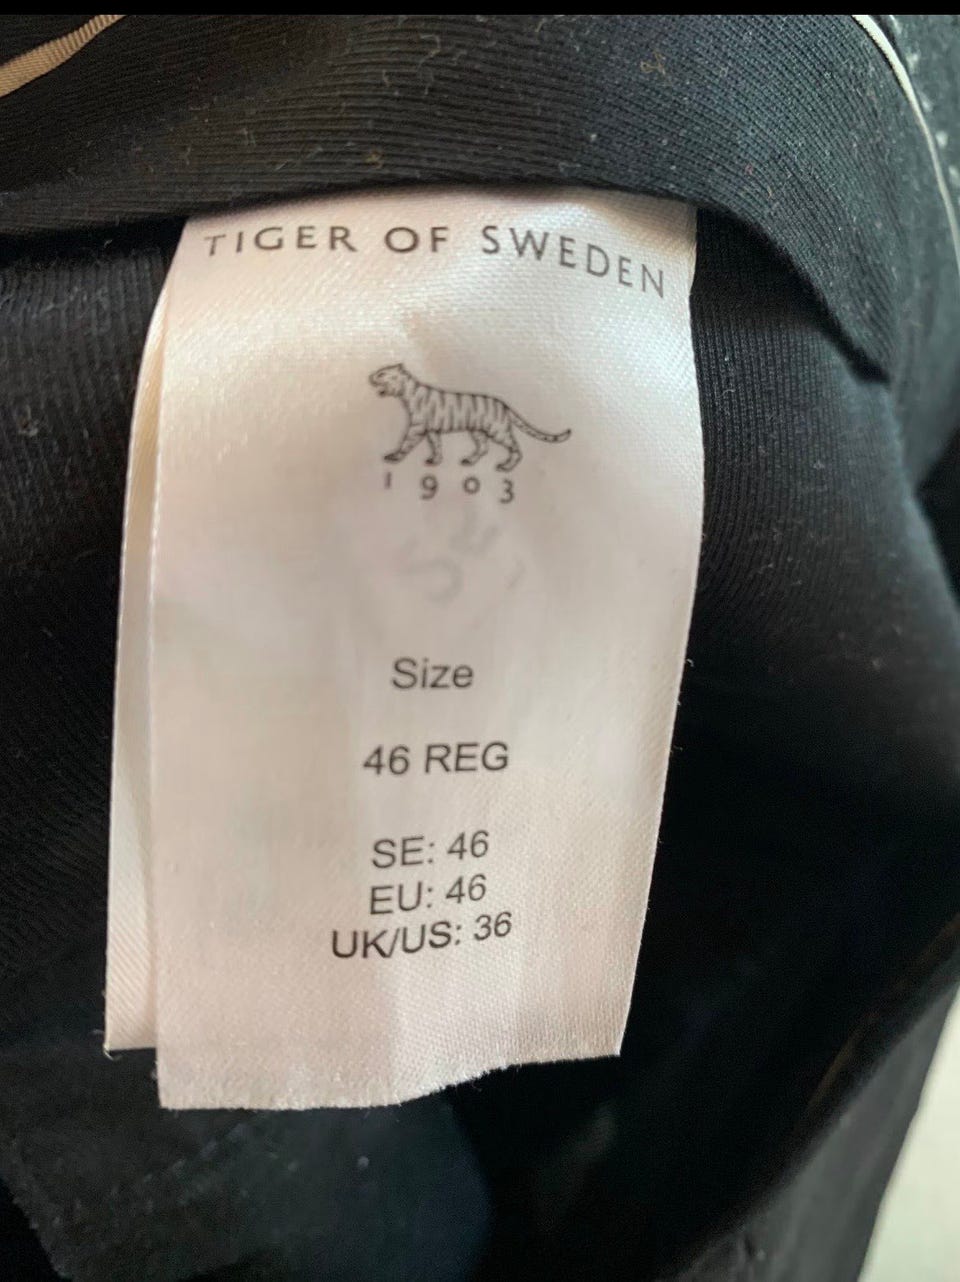 TIGER OF SWEDEN
1903
Size
46 REG
SE: 46
EU: 46
UK/US: 36